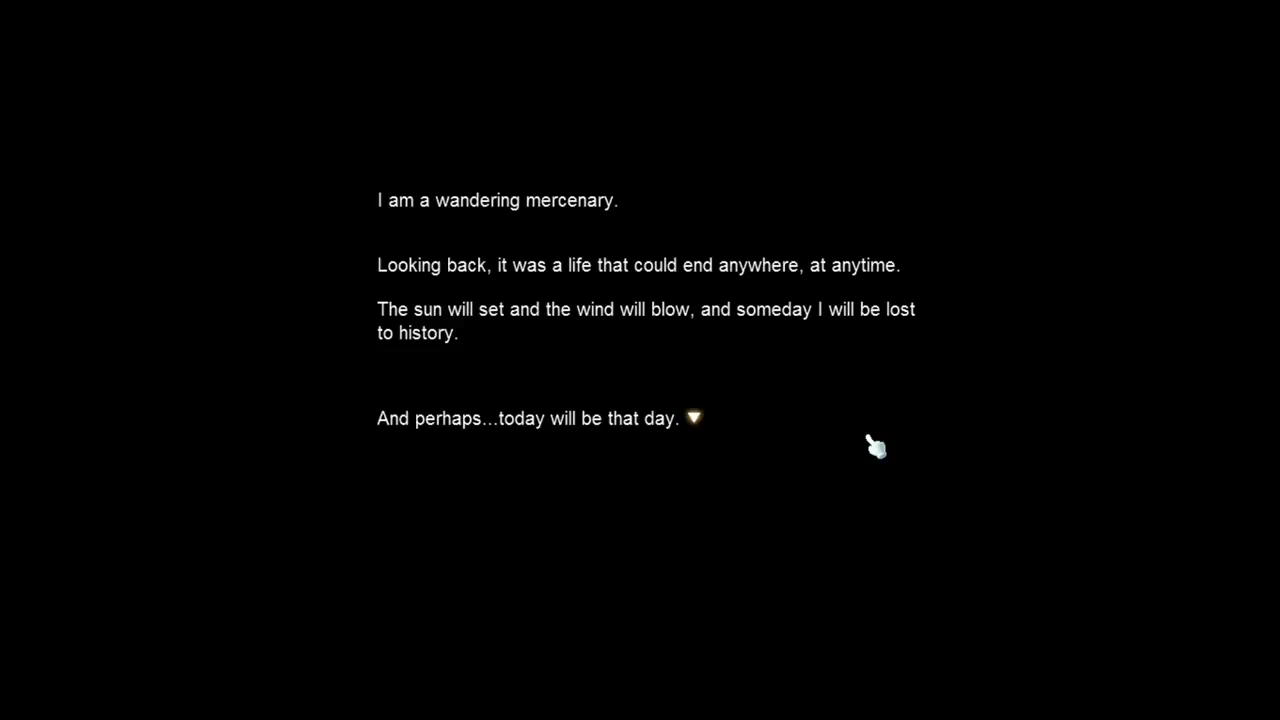 I am a wandering mercenary.
Looking back, it was a life that could end anywhere, at anytime.
The sun will set and the wind will blow, and someday I will be lost
to history.
And perhaps...today will be that day.